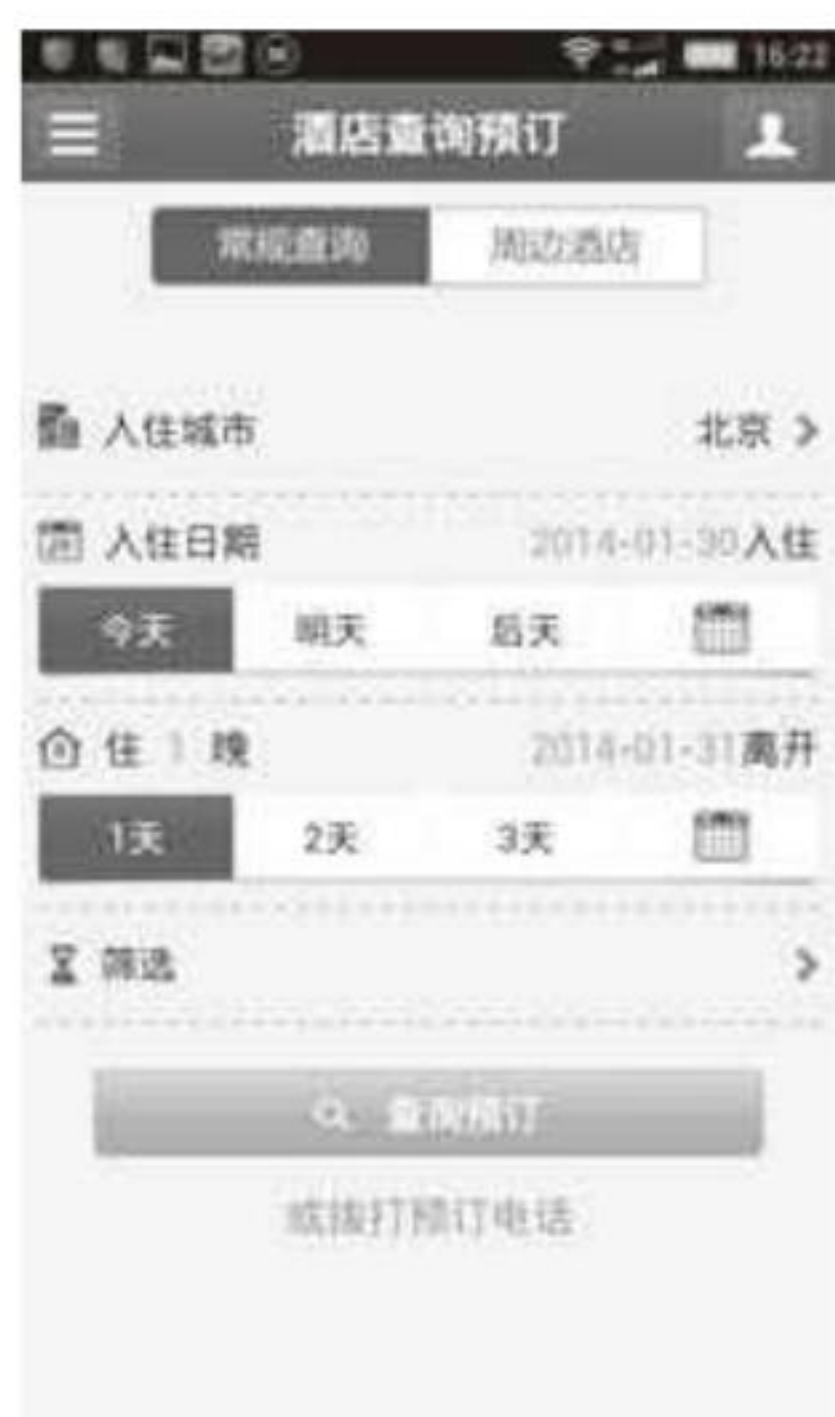 16:22
酒店查询预订
常规查询 周边酒店
入住城市 北京
入住日期 2014-01-30入住
今天 明天 后天
住 1 晚 2014-01-31离开
1天 2天 3天
筛选
查询预订
或拨打预订电话